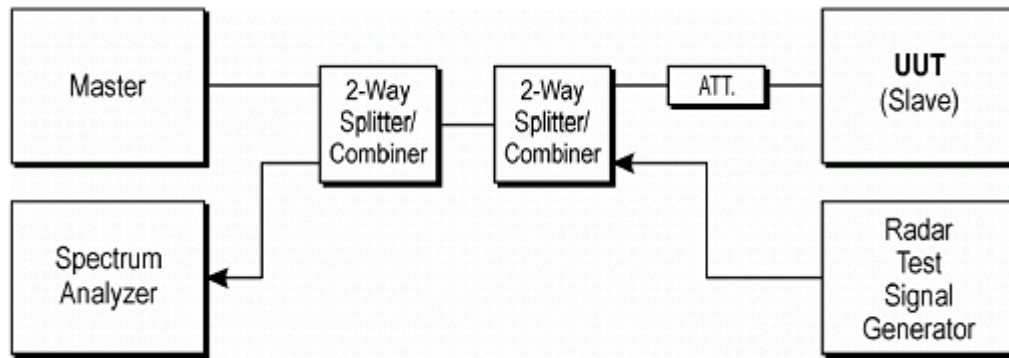 Master
2-Way
Splitter/
Combiner
2-Way
Splitter/
Combiner
ATT.
UUT
(Slave)
Spectrum
Analyzer
Radar
Test
Signal
Generator